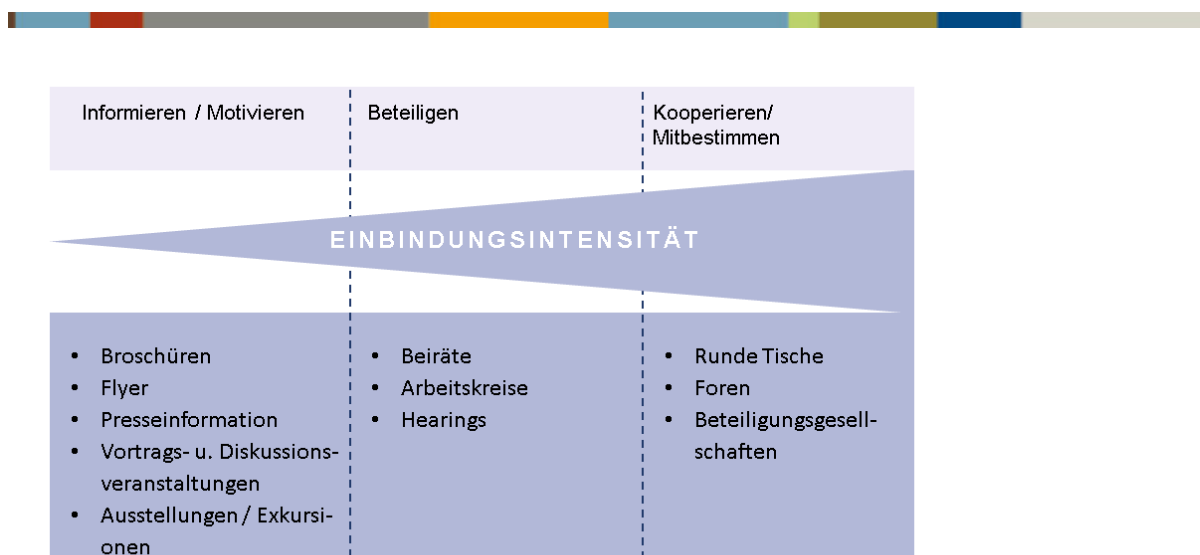 Informieren / Motivieren
Beteiligen
Kooperieren/
Mitbestimmen
EINBINDUNGSINTENSITÄT
• Broschüren
• Flyer
• Presseinformation
• Vortrags- u. Diskussions-
veranstaltungen
• Ausstellungen / Exkursi-
onen
• Beiräte
• Arbeitskreise
• Hearings
• Runde Tische
• Foren
• Beteiligungsgesell-
schaften